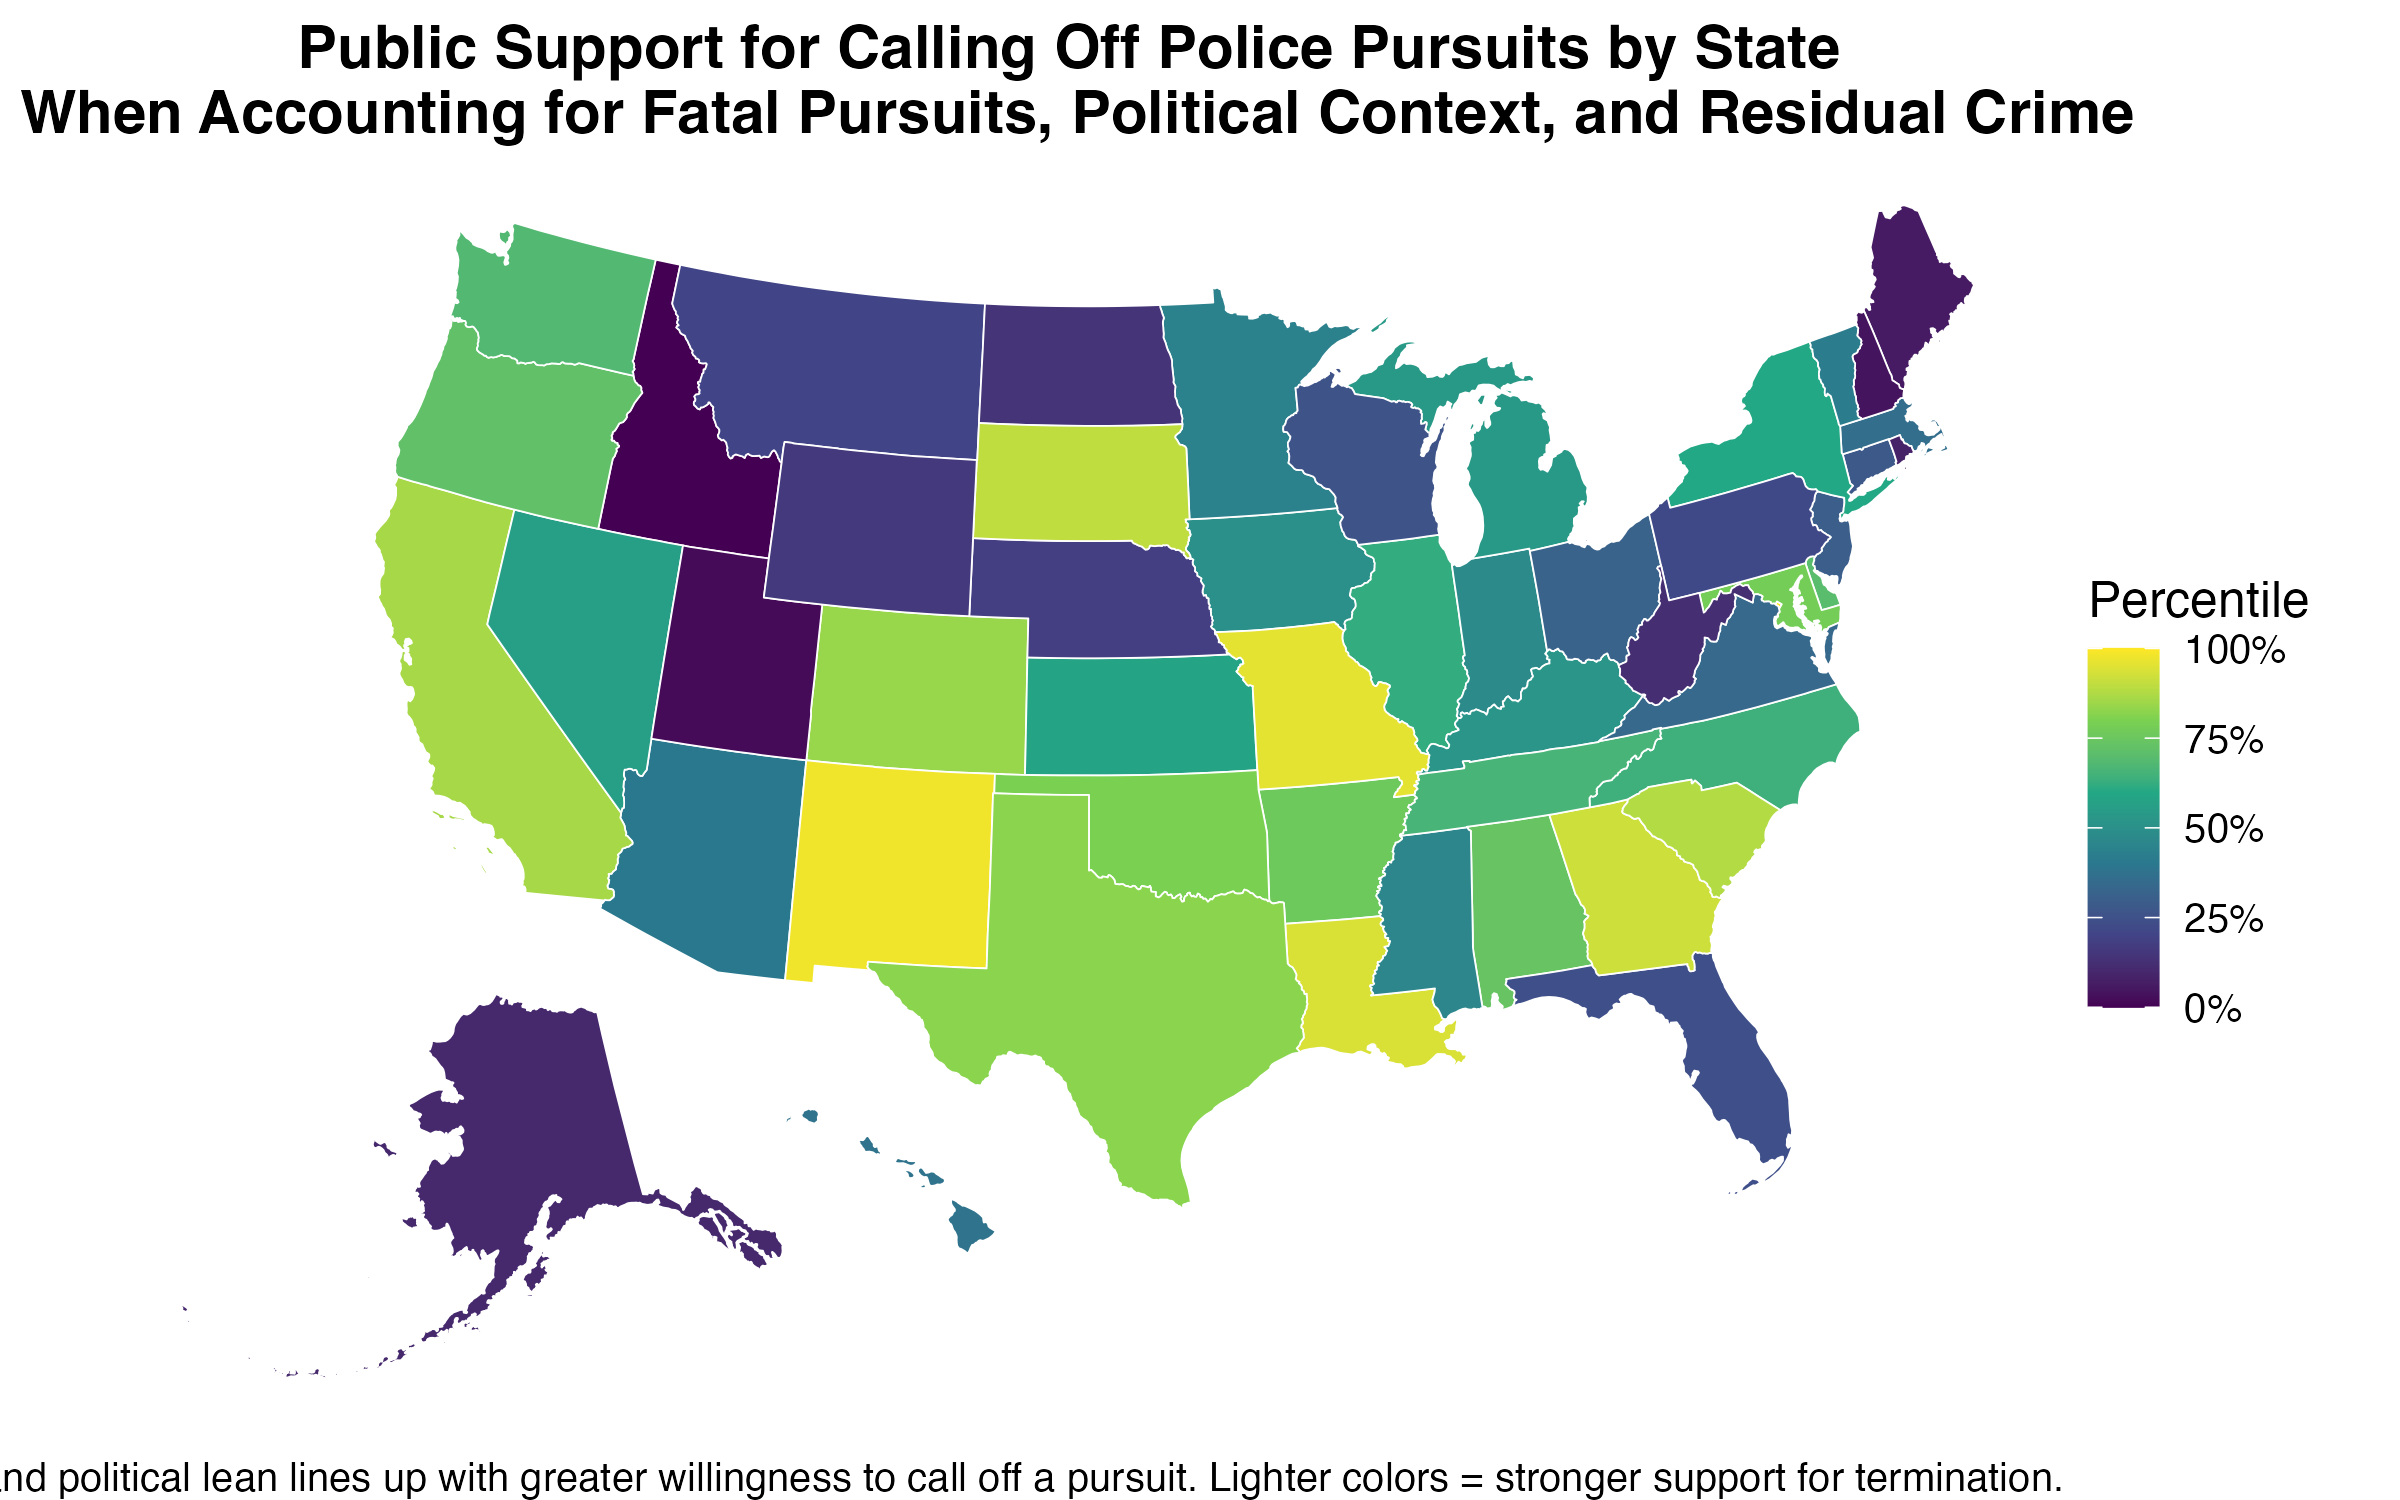 Public Support for Calling Off Police Pursuits by State
When Accounting for Fatal Pursuits, Political Context, and Residual Crime
Percentile
100%
75%
50%
25%
0%
political lean lines up with greater willingness to call off a pursuit. Lighter colors = stronger support for termination.